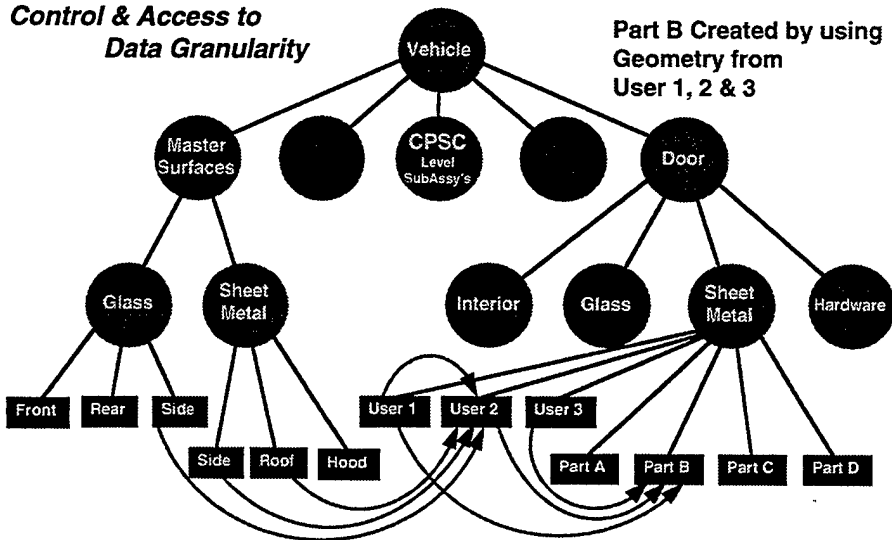 Control & Access to
Data Granularity
Part B Created by using
Geometry from
User 1, 2 & 3
Vehicle
Master
Surfaces
CPSC
Level
SubAssy's
Door
Glass
Sheet
Metal
Interior
Glass
Sheet
Metal
Hardware
Front
Rear
Side
User 1
User 2
User 3
Side
Roof
Hood
Part A
Part B
Part C
Part D